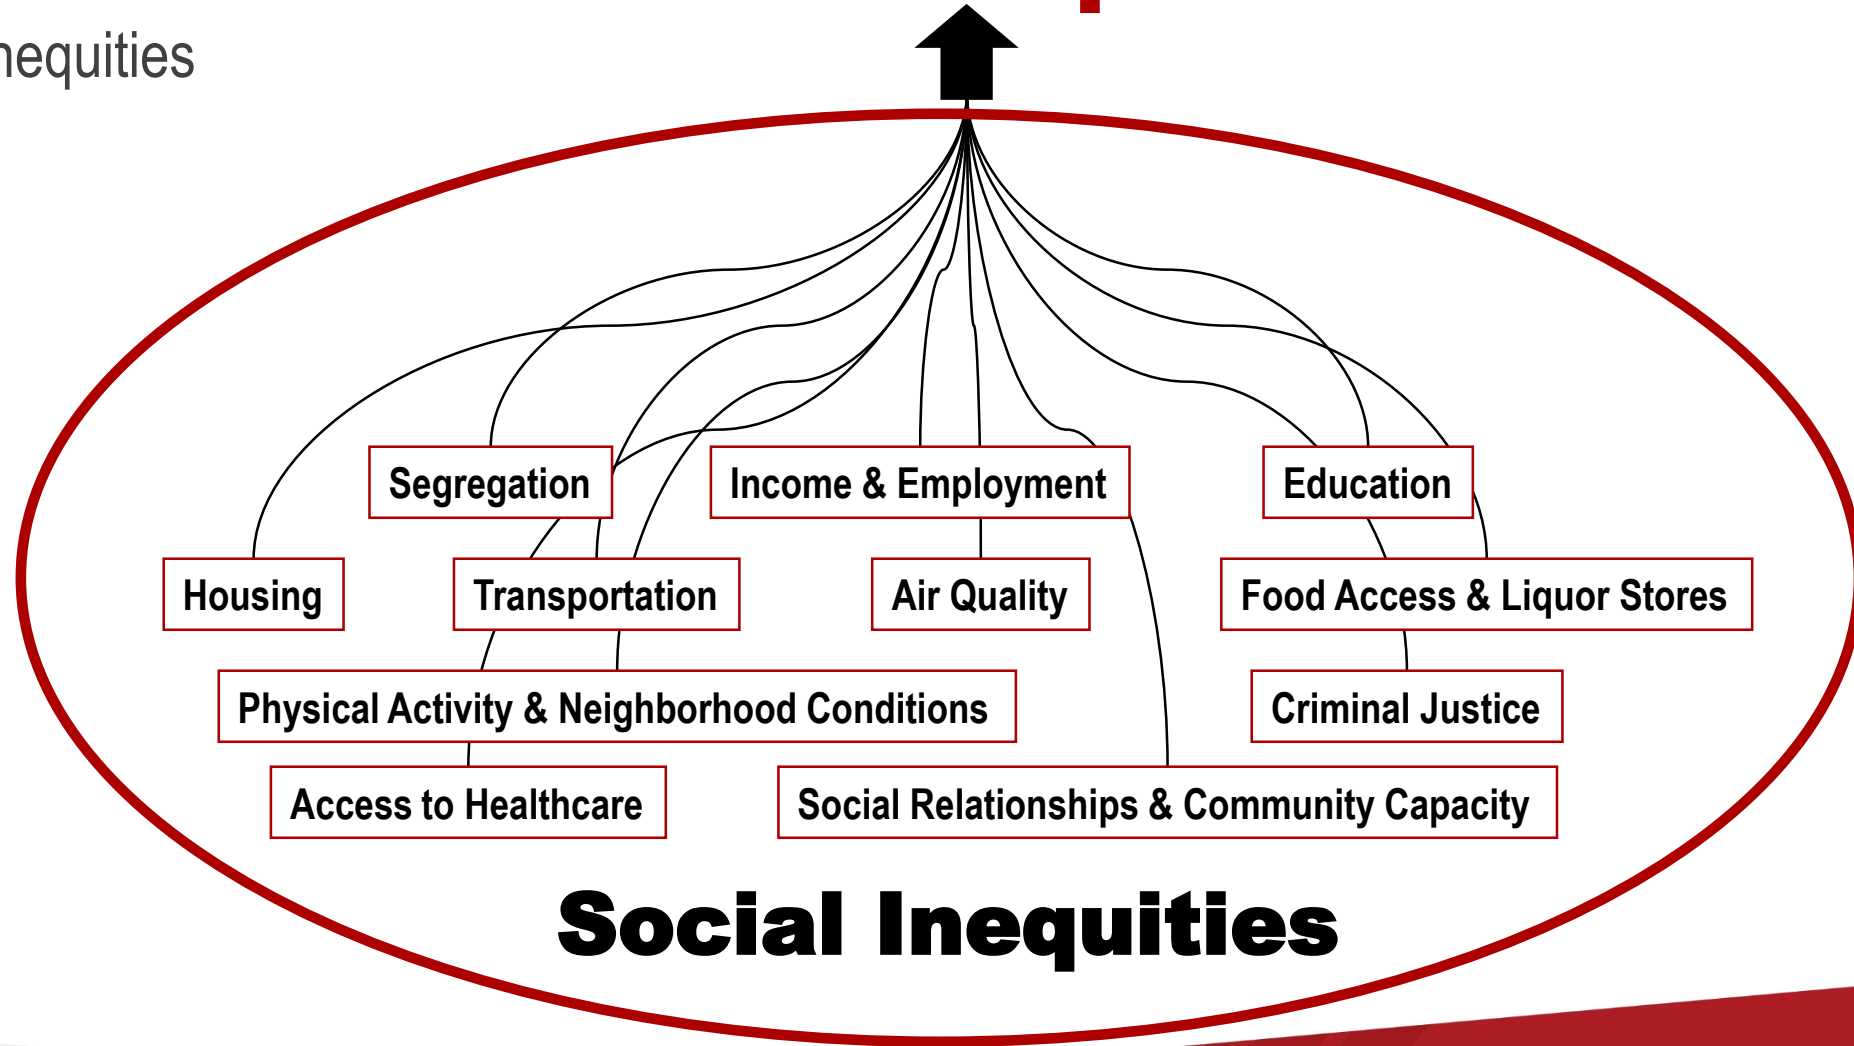 nequities
Segregation
Income & Employment
Education
Housing
Transportation
Air Quality
Food Access & Liquor Stores
Physical Activity & Neighborhood Conditions
Criminal Justice
Access to Healthcare
Social Relationships & Community Capacity
Social Inequities